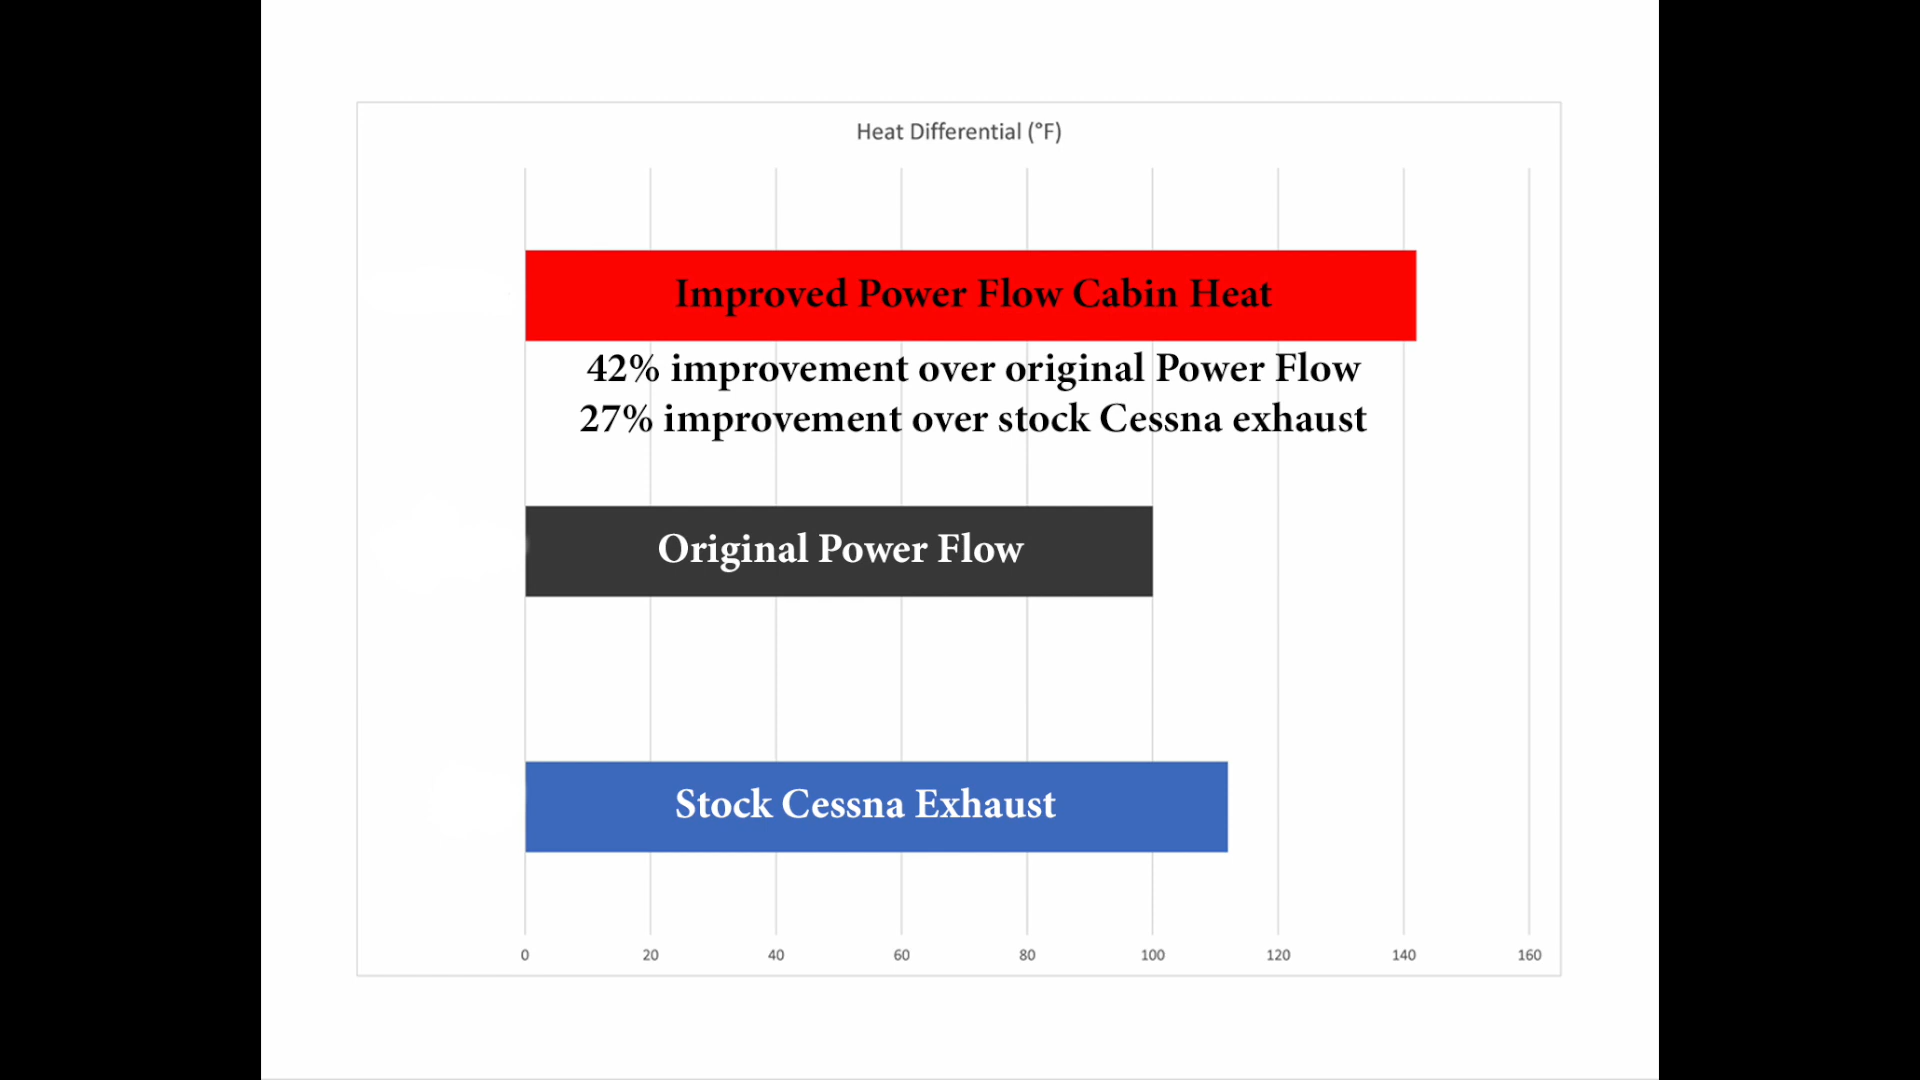 Heat Differential (°F)
Improved Power Flow Cabin Heat
42% improvement over original Power Flow
27% improvement over stock Cessna exhaust
Original Power Flow
Stock Cessna Exhaust
0 20 40 60 80 100 120 140 160